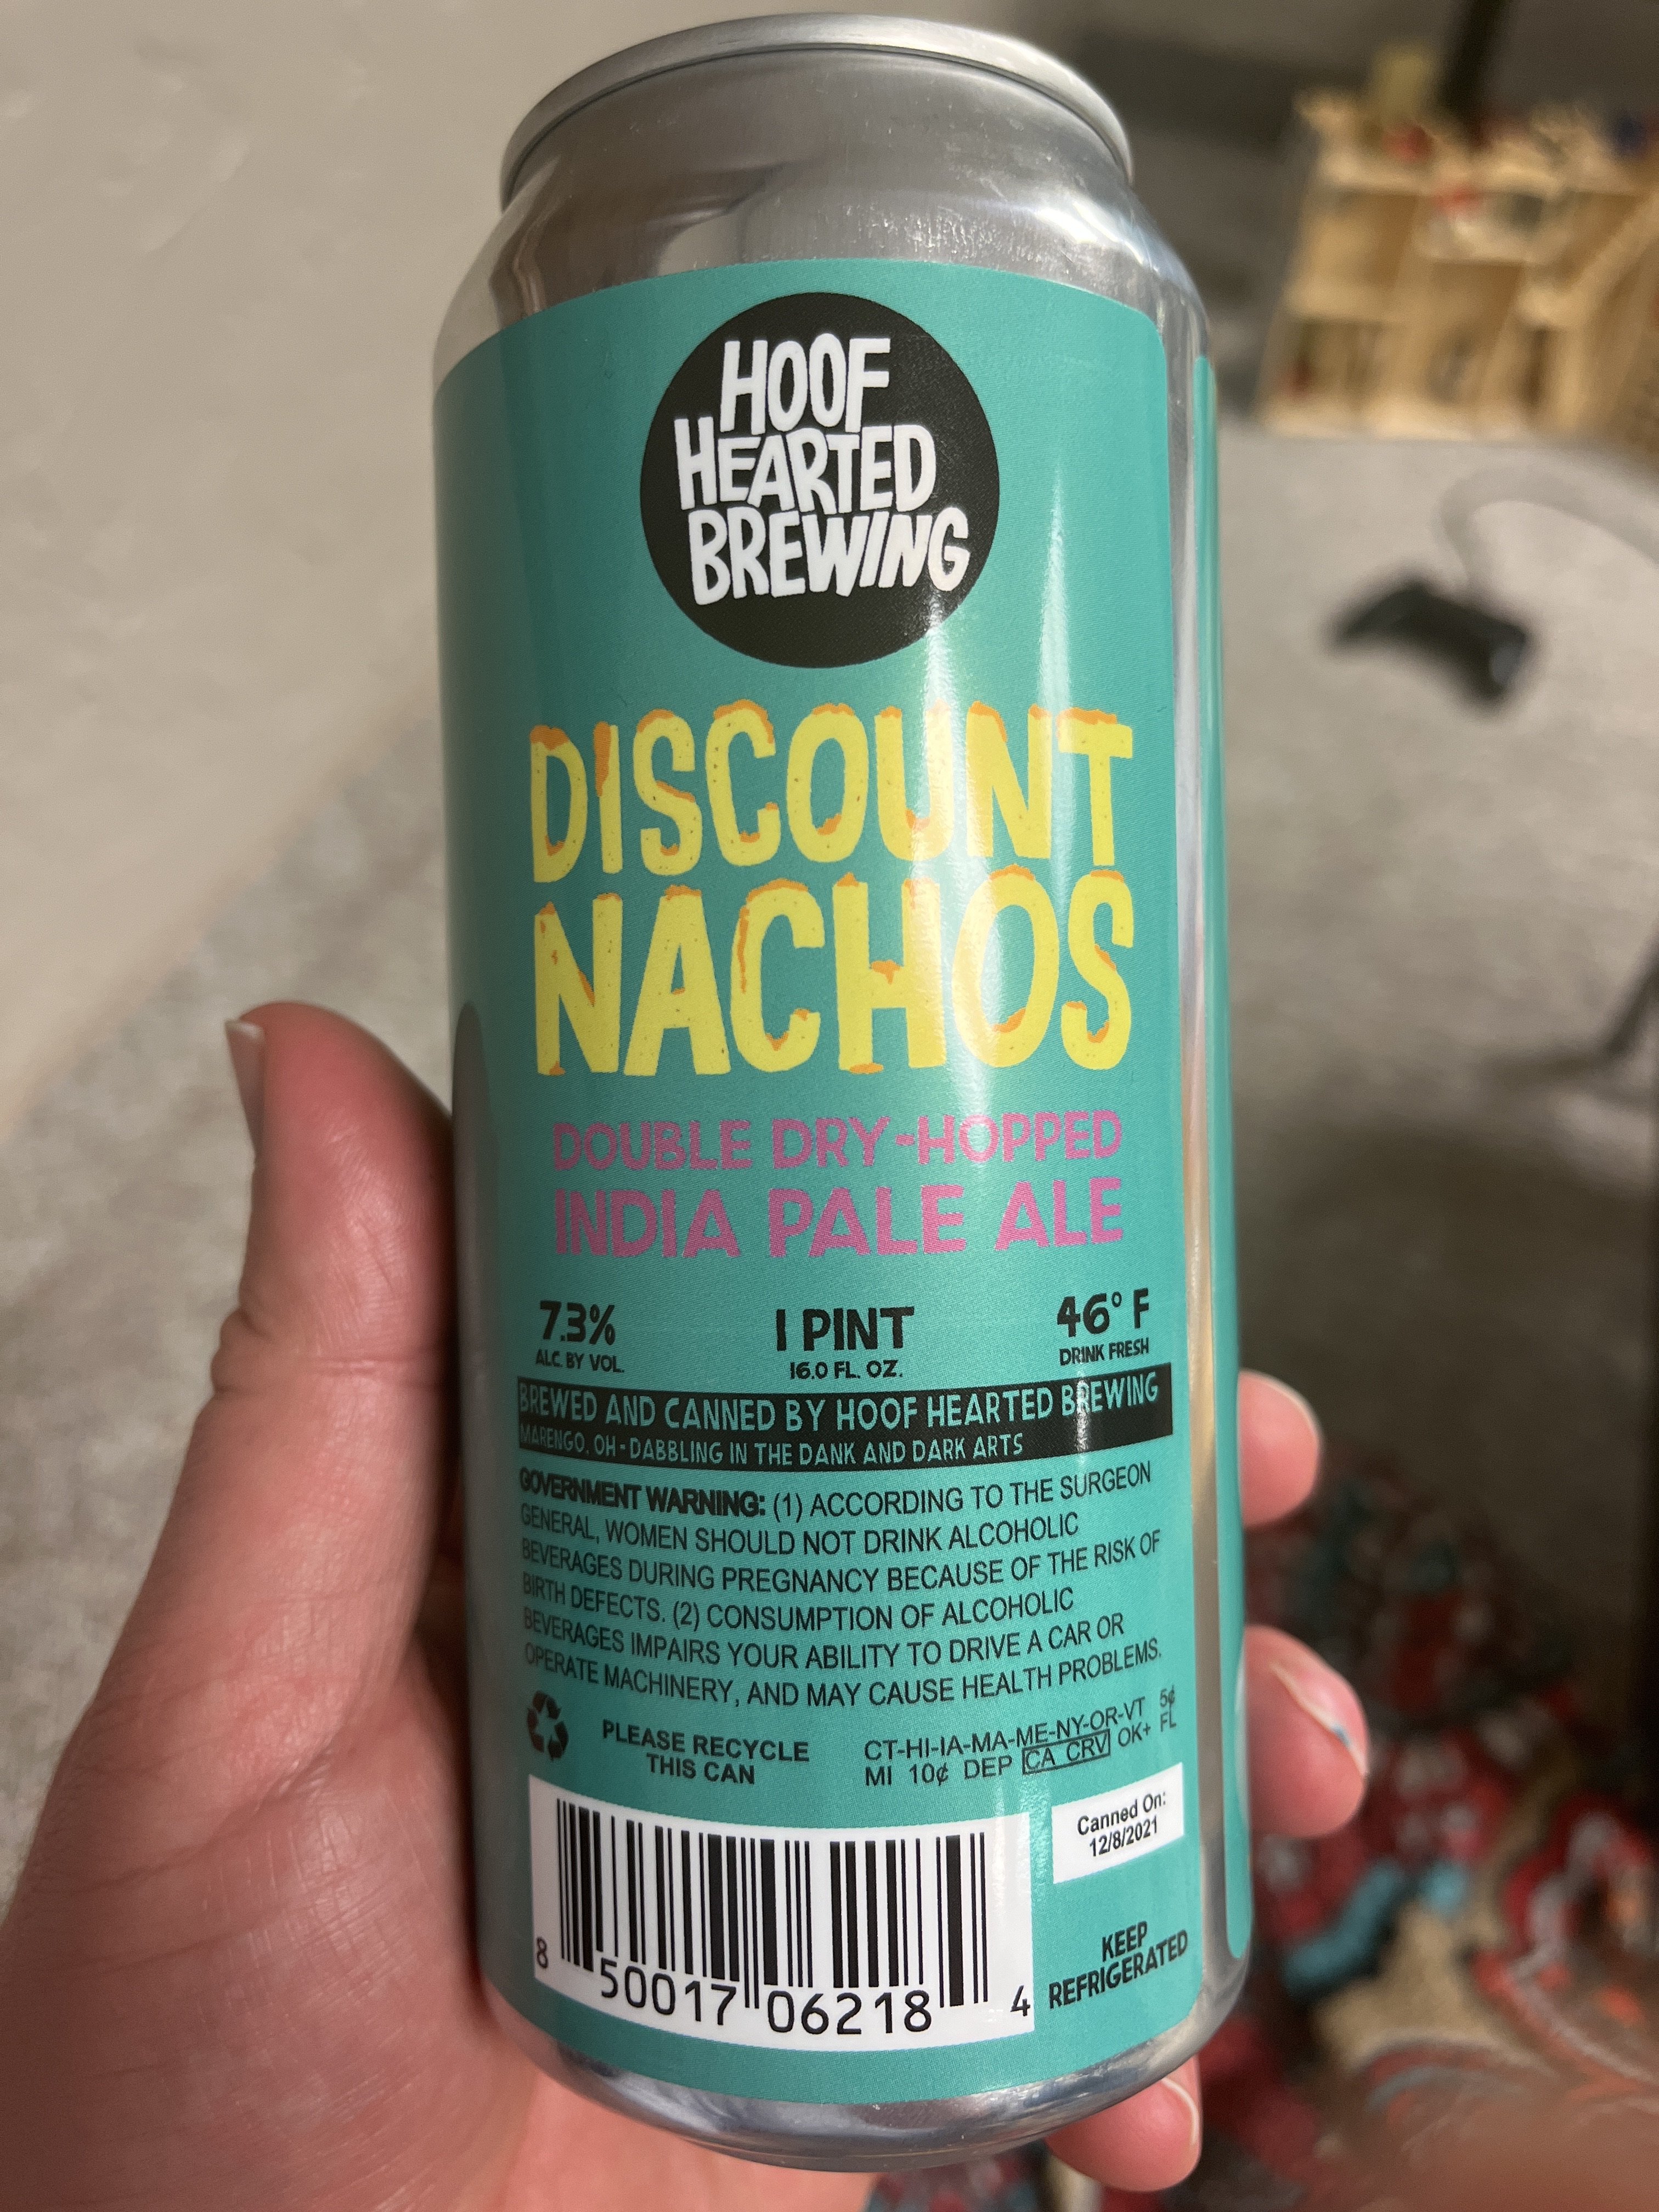 HOOF
HEARTED
BREWING
DISCOUNT
NACHOS
DOUBLE DRY-HOPPED
INDIA PALE ALE
7.3%
ALC. BY VOL.
1 PINT
16.0 FL. OZ.
46° F
DRINK FRESH
BREWED AND CANNED BY HOOF HEARTED BREWING
MARENGO, OH - DABBLING IN THE DANK AND DARK ARTS
GOVERNMENT WARNING: (1) ACCORDING TO THE SURGEON
GENERAL, WOMEN SHOULD NOT DRINK ALCOHOLIC
BEVERAGES DURING PREGNANCY BECAUSE OF THE RISK OF
BIRTH DEFECTS. (2) CONSUMPTION OF ALCOHOLIC
BEVERAGES IMPAIRS YOUR ABILITY TO DRIVE A CAR OR
OPERATE MACHINERY, AND MAY CAUSE HEALTH PROBLEMS.
PLEASE RECYCLE
THIS CAN
CT-HI-IA-MA-ME-NY-OR-VT 5¢
MI 10¢ DEP CA CRV OK+ FL
Canned On:
12/8/2021
8 50017 06218 4
KEEP
REFRIGERATED